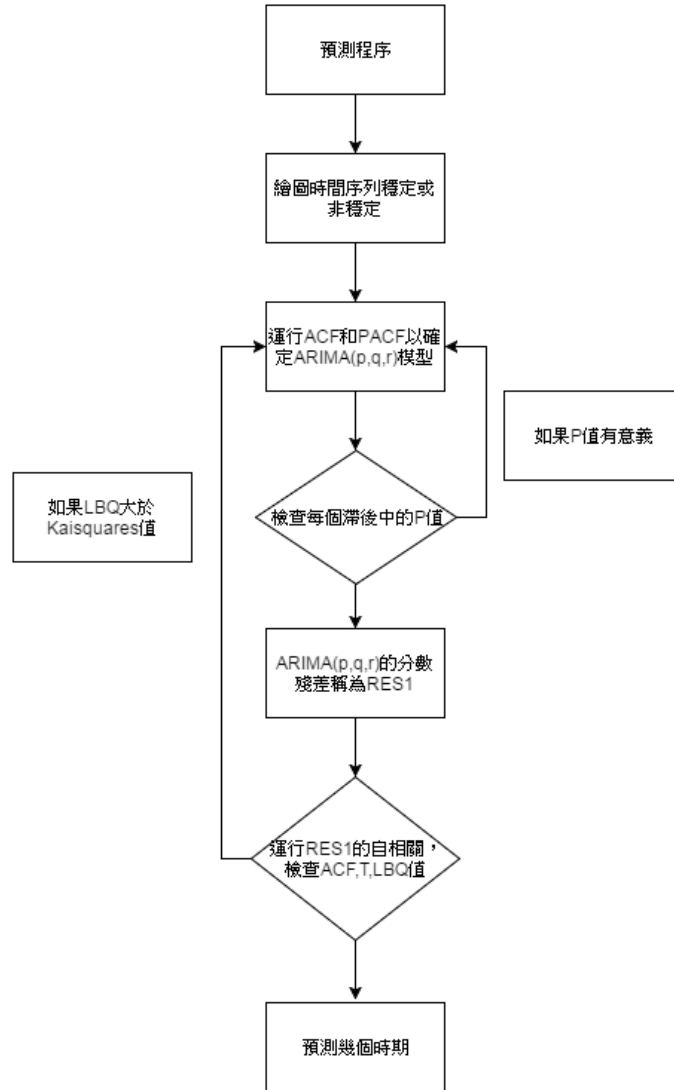 預測程序
繪圖時間序列穩定或
非穩定
運行ACF和PACF以確
定ARIMA(p,q,r)模型
如果P值有意義
如果LBQ大於
Kaisquares值
檢查每個滯後中的P值
ARIMA(p,q,r)的分數
殘差稱為RES1
運行RES1的自相關，
檢查ACF,T,LBQ值
預測幾個時期